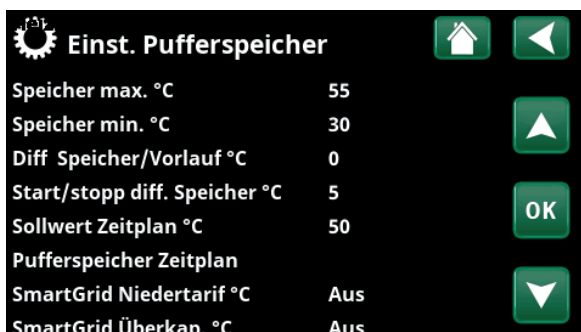 Einst. Pufferspeicher
Speicher max. °C 55
Speicher min. °C 30
Diff Speicher/Vorlauf °C 0
Start/stopp diff. Speicher °C 5
OK
Sollwert Zeitplan °C 50
Pufferspeicher Zeitplan
SmartGrid Niedertarif °C Aus
SmartGrid Überkap. °C Aus